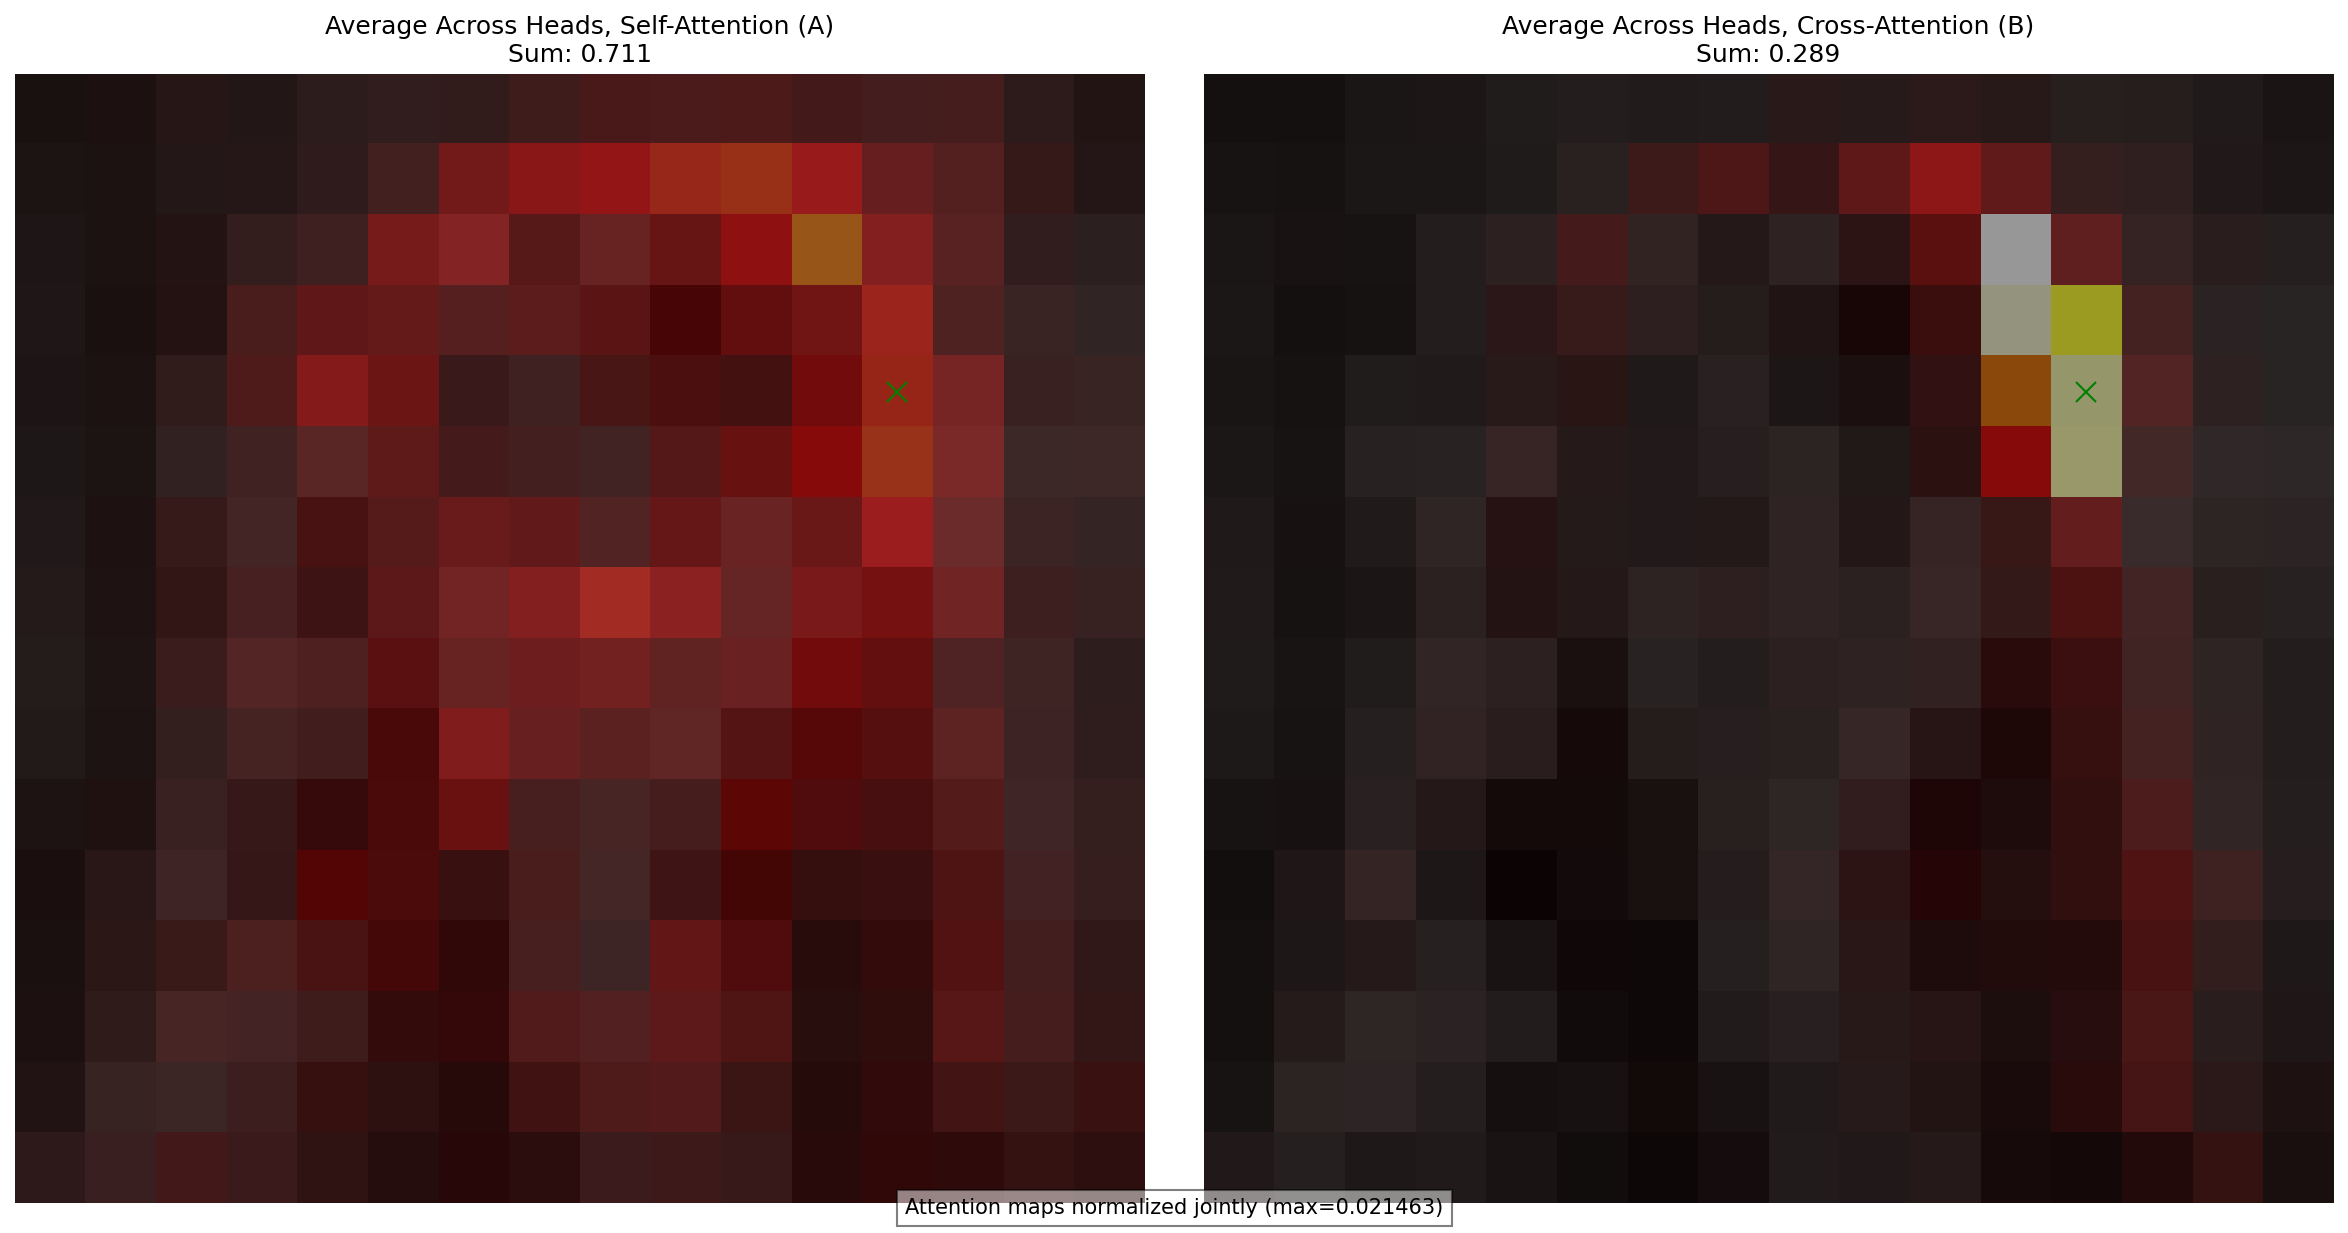 Average Across Heads, Self-Attention (A)
Sum: 0.711
Average Across Heads, Cross-Attention (B)
Sum: 0.289
Attention maps normalized jointly (max=0.021463)